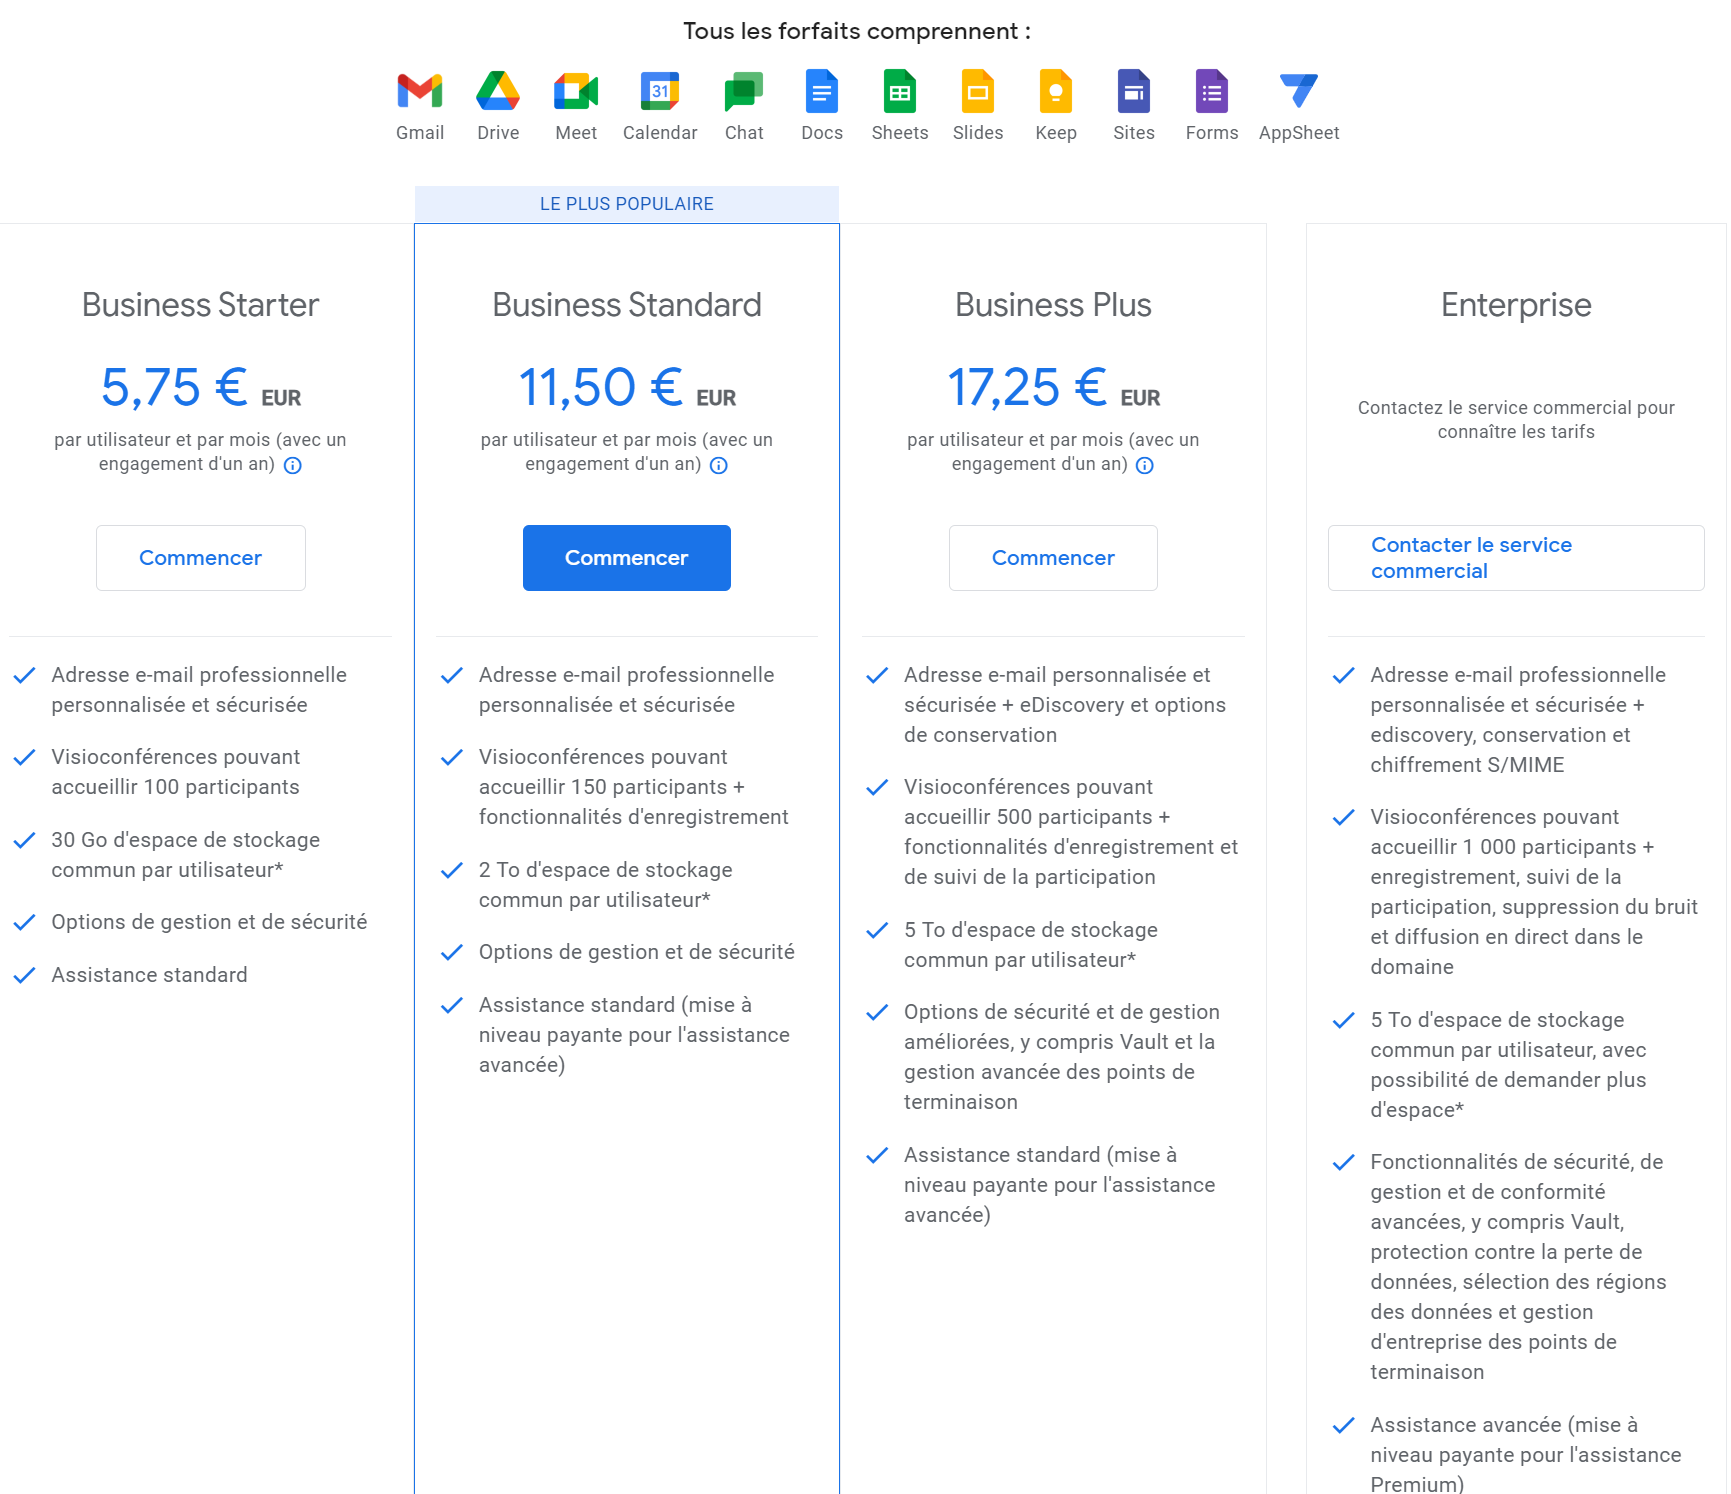 Tous les forfaits comprennent :
31
Gmail
Drive
Meet
Calendar
Chat
Docs
Sheets
Slides
Keep
Sites
Forms
AppSheet
LE PLUS POPULAIRE
Business Starter
5,75 € EUR
par utilisateur et par mois (avec un
engagement d'un an)
Commencer
Adresse e-mail professionnelle
personnalisée et sécurisée
Visioconférences pouvant
accueillir 100 participants
30 Go d'espace de stockage
commun par utilisateur*
Options de gestion et de sécurité
Assistance standard
Business Standard
11,50 € EUR
par utilisateur et par mois (avec un
engagement d'un an)
Commencer
Adresse e-mail professionnelle
personnalisée et sécurisée
Visioconférences pouvant
accueillir 150 participants +
fonctionnalités d'enregistrement
2 To d'espace de stockage
commun par utilisateur*
Options de gestion et de sécurité
Assistance standard (mise à
niveau payante pour l'assistance
avancée)
Business Plus
17,25 € EUR
par utilisateur et par mois (avec un
engagement d'un an)
Commencer
Adresse e-mail personnalisée et
sécurisée + eDiscovery et options
de conservation
Visioconférences pouvant
accueillir 500 participants +
fonctionnalités d'enregistrement et
de suivi de la participation
5 To d'espace de stockage
commun par utilisateur*
Options de sécurité et de gestion
améliorées, y compris Vault et la
gestion avancée des points de
terminaison
Assistance standard (mise à
niveau payante pour l'assistance
avancée)
Enterprise
Contactez le service commercial pour
connaître les tarifs
Contacter le service
commercial
Adresse e-mail professionnelle
personnalisée et sécurisée +
ediscovery, conservation et
chiffrement S/MIME
Visioconférences pouvant
accueillir 1 000 participants +
enregistrement, suivi de la
participation, suppression du bruit
et diffusion en direct dans le
domaine
5 To d'espace de stockage
commun par utilisateur, avec
possibilité de demander plus
d'espace*
Fonctionnalités de sécurité, de
gestion et de conformité
avancées, y compris Vault,
protection contre la perte de
données, sélection des régions
des données et gestion
d'entreprise des points de
terminaison
Assistance avancée (mise à
niveau payante pour l'assistance
Premium)